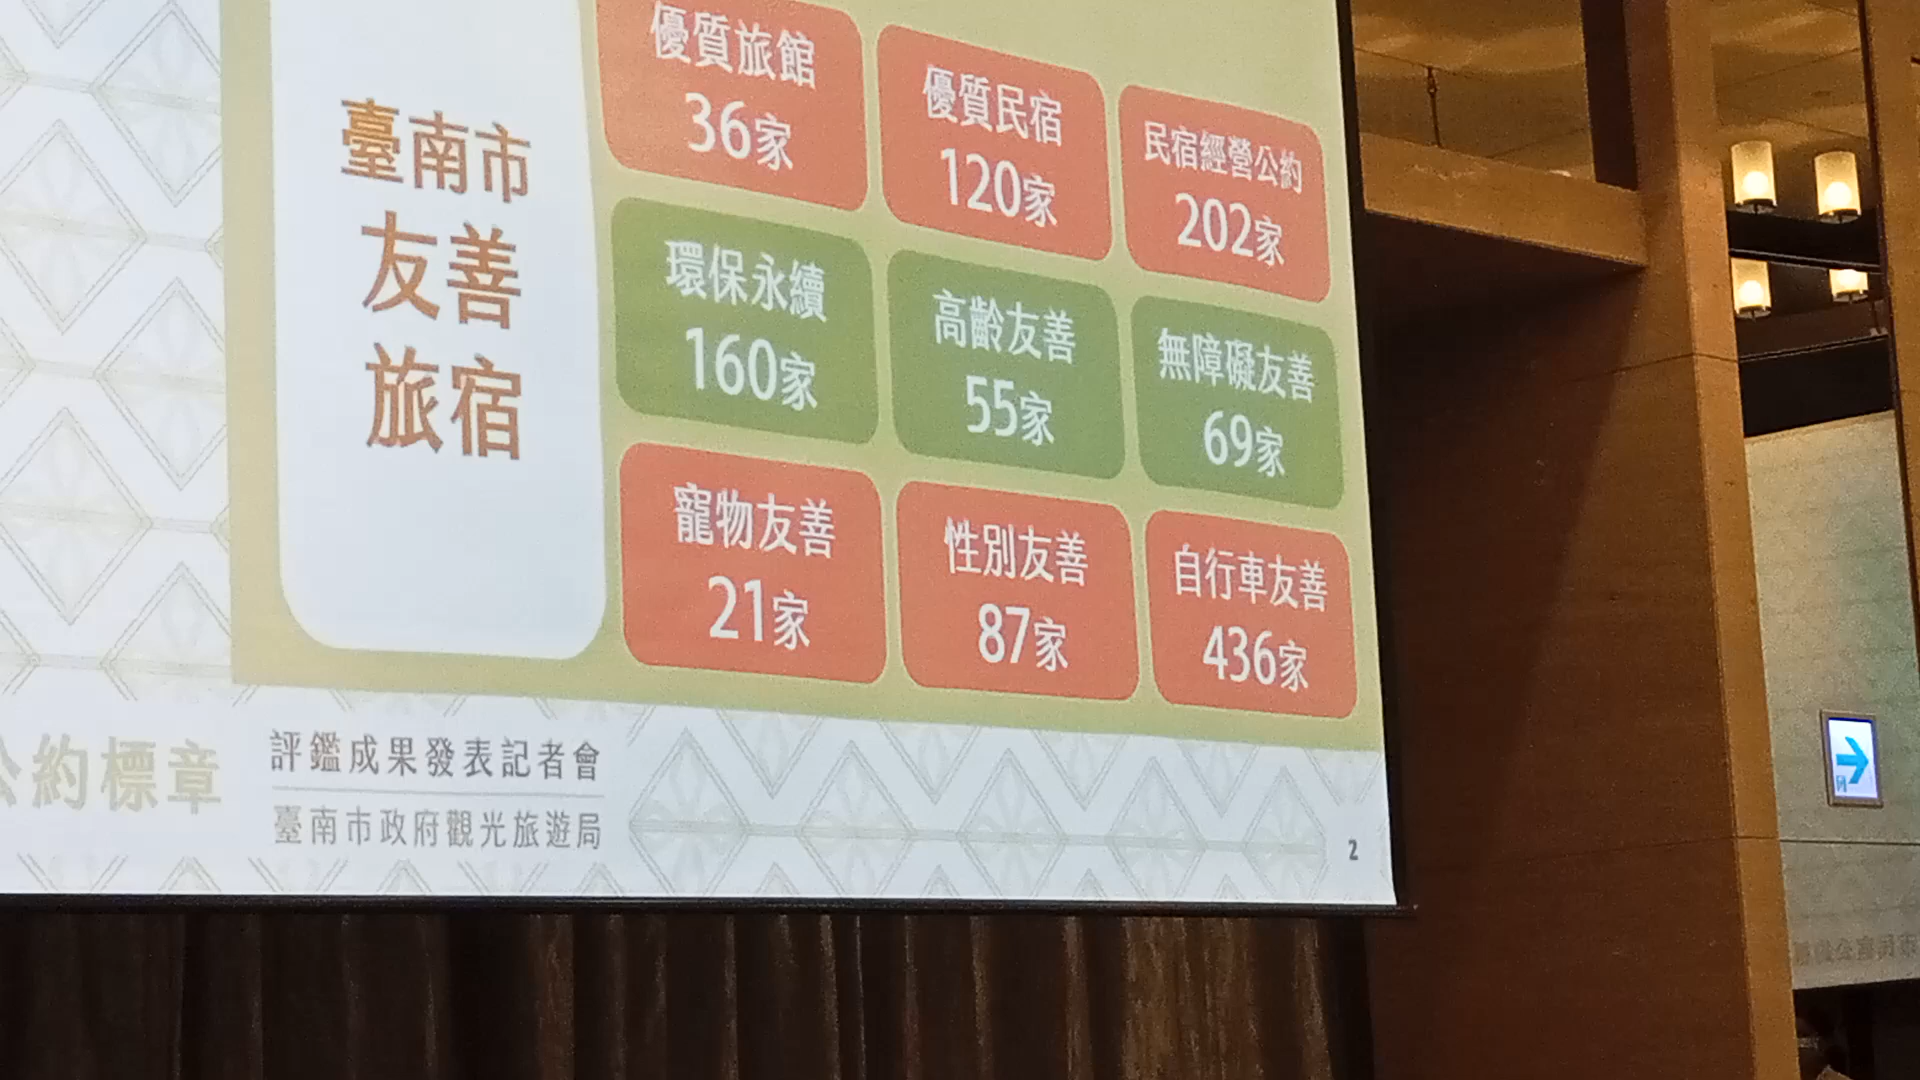 臺南市
友善
旅宿
優質旅館
36家
優質民宿
120家
民宿經營公約
202家
環保永續
160家
高齡友善
55家
無障礙友善
69家
寵物友善
21家
性別友善
87家
自行車友善
436家
公約標章
評鑑成果發表記者會
臺南市政府觀光旅遊局
2